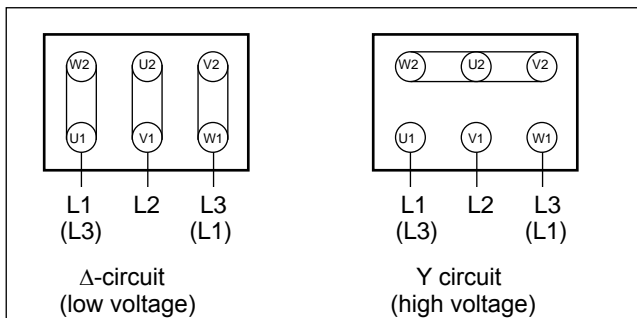 W2 U2 V2
U1 V1 W1
L1 L2 L3
(L3) (L1)
Δ-circuit
(low voltage)
W2 U2 V2
U1 V1 W1
L1 L2 L3
(L3) (L1)
Y circuit
(high voltage)